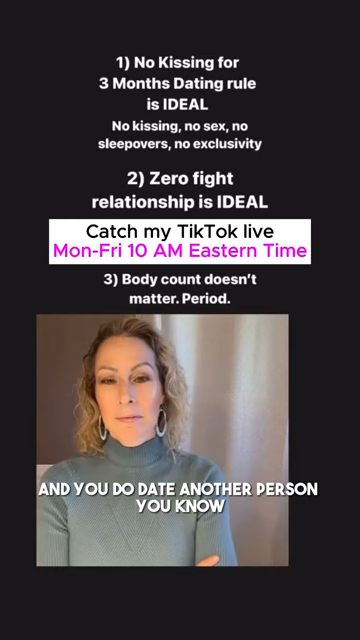 1) No Kissing for
3 Months Dating rule
is IDEAL
No kissing, no sex, no
sleepovers, no exclusivity
2) Zero fight
relationship is IDEAL
Catch my TikTok live
Mon-Fri 10 AM Eastern Time
3) Body count doesn't
matter. Period.
AND YOU DO DATE ANOTHER PERSON
YOU KNOW